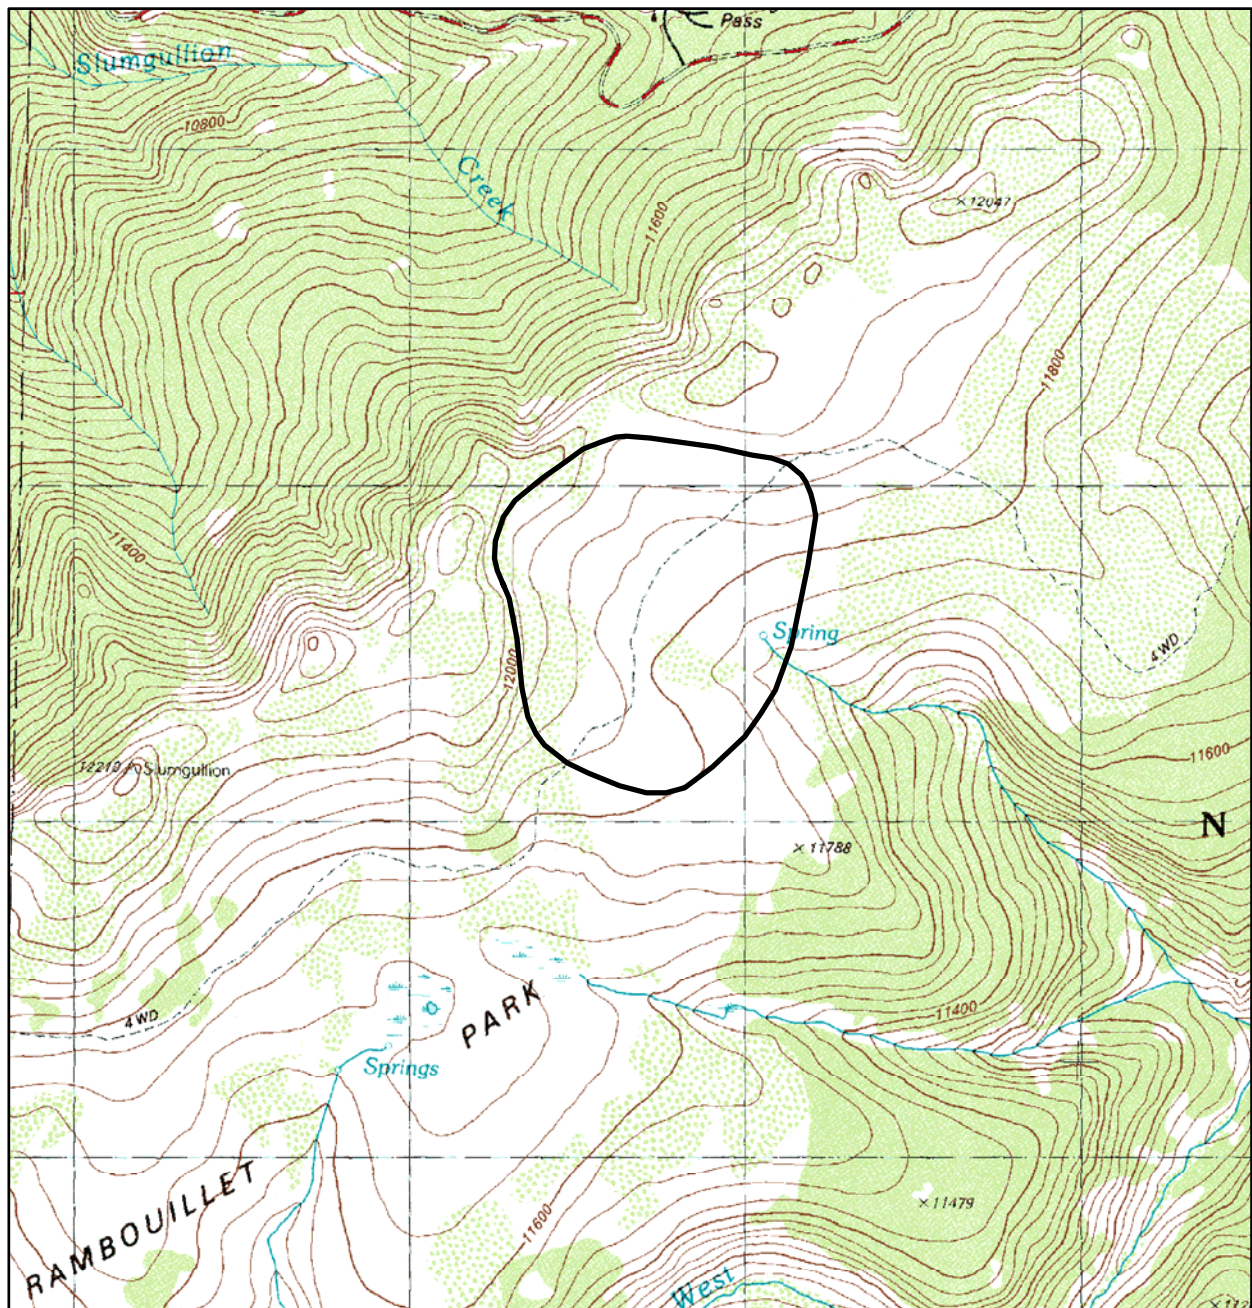 Pass
Slumgullion
10800
Creek
11600
×12047
11800
11400
Spring
4WD
12000
11600
12210
Slumgullion
N
×11788
4WD
PARK
11400
Springs
RAMBOUILLET
11600
×11479
West